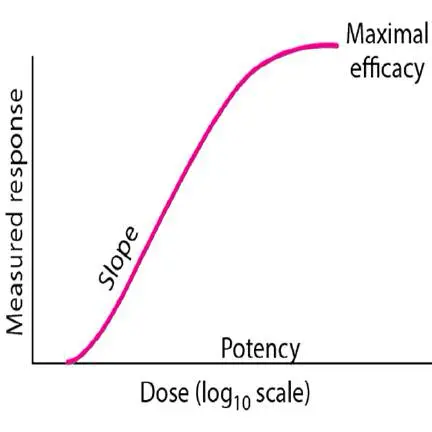 Maximal
efficacy
Measured response
Slope
Potency
Dose (log₁₀ scale)